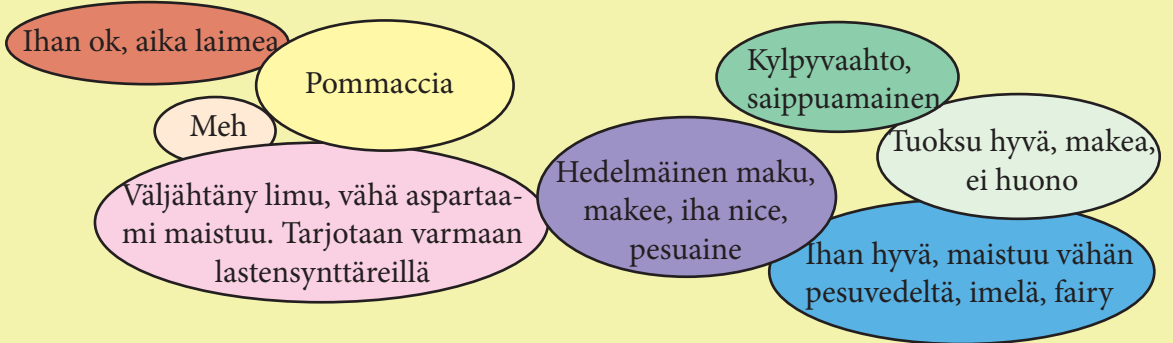 Ihan ok, aika laimea
Pommaccia
Meh
Väljähtäny limu, vähä asparta-
mi maistuu. Tarjotaan varmaan
lastensynttäreillä
Hedelmäinen maku,
makee, iha nice,
pesuaine
Kylpyvaahto,
saippuamainen
Tuoksu hyvä, makea,
ei huono
Ihan hyvä, maistuu vähän
pesuvedeltä, imelä, fairy